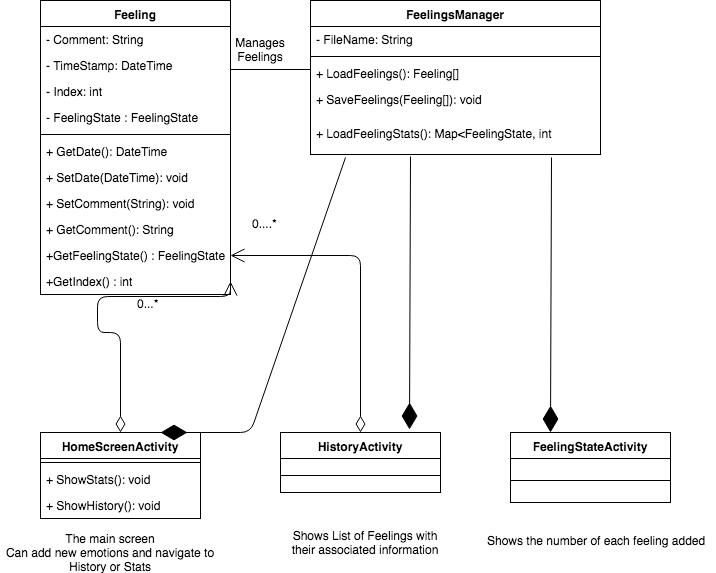 Feeling
- Comment: String
- TimeStamp: DateTime
- Index: int
- FeelingState : FeelingState
+ GetDate(): DateTime
+ SetDate(DateTime): void
+ SetComment(String): void
+ GetComment(): String
+GetFeelingState() : FeelingState
+GetIndex() : int
Manages
Feelings
FeelingsManager
- FileName: String
+ LoadFeelings(): Feeling[]
+ SaveFeelings(Feeling[]): void
+ LoadFeelingStats(): Map<FeelingState, int
0....*
0...*
HomeScreenActivity
+ ShowStats(): void
+ ShowHistory(): void
The main screen
Can add new emotions and navigate to
History or Stats
HistoryActivity
Shows List of Feelings with
their associated information
FeelingStateActivity
Shows the number of each feeling added